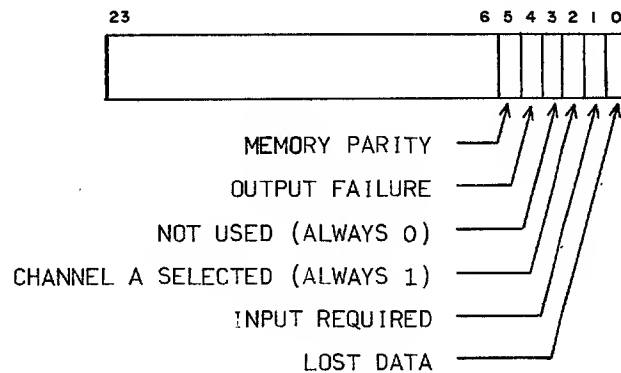 23 6 5 4 3 2 1 0
MEMORY PARITY
OUTPUT FAILURE
NOT USED (ALWAYS 0)
CHANNEL A SELECTED (ALWAYS 1)
INPUT REQUIRED
LOST DATA